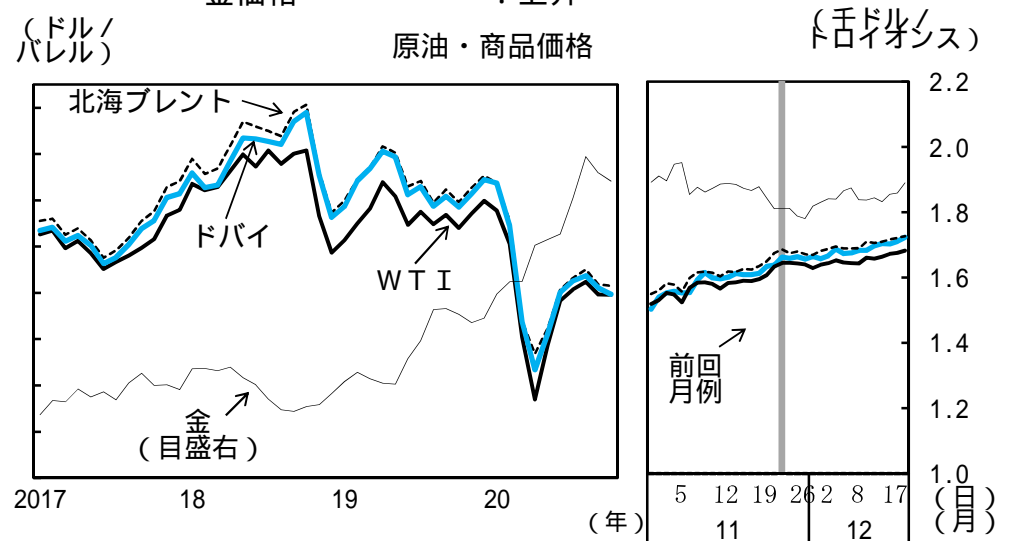 原油・商品価格
(ドル/
バレル)
(千ドル/
トロイオンス)
北海ブレント
ドバイ
WTI
金
(目盛右)
前回
月例
2.2
2.0
1.8
1.6
1.4
1.2
1.0
2017 18 19 20
(年)
5 12 19 26 2 8 17
(日)
11 12
(月)